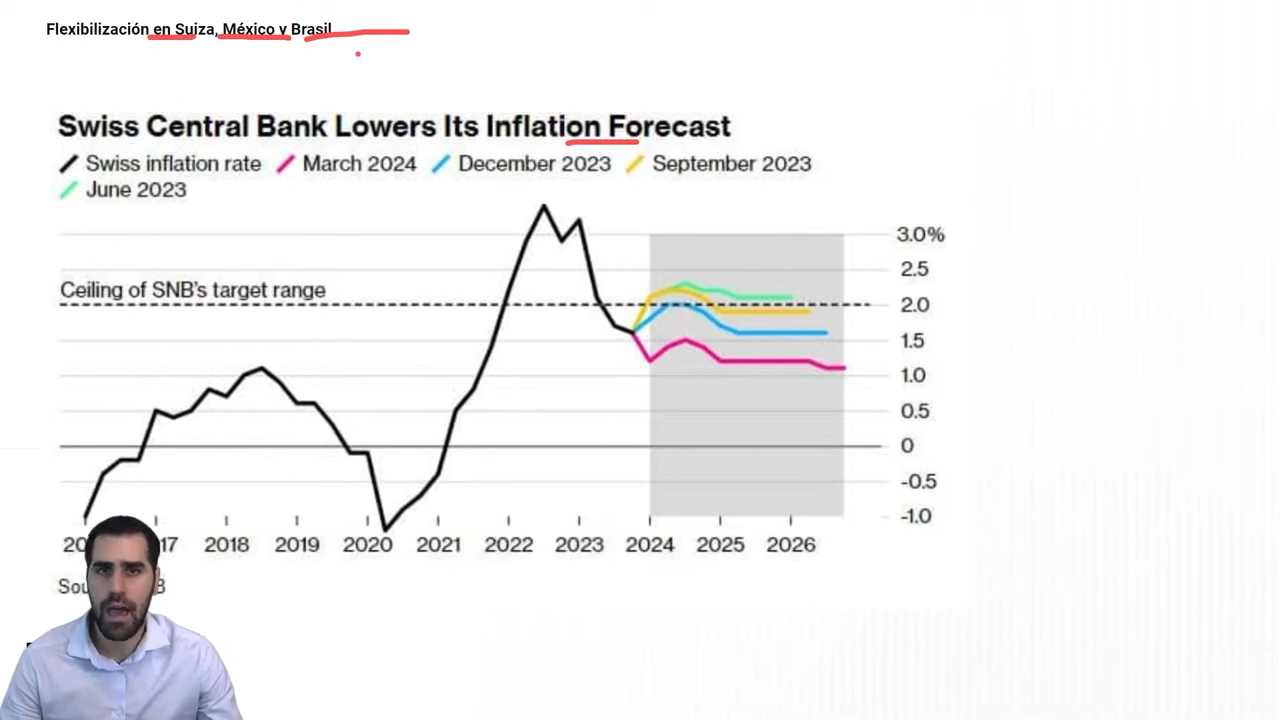 Flexibilización en Suiza, México y Brasil
Swiss Central Bank Lowers Its Inflation Forecast
Swiss inflation rate March 2024 December 2023 September 2023
June 2023
3.0%
2.5
Ceiling of SNB's target range
2.0
1.5
1.0
0.5
0
-0.5
-1.0
2018 2019 2020 2021 2022 2023 2024 2025 2026